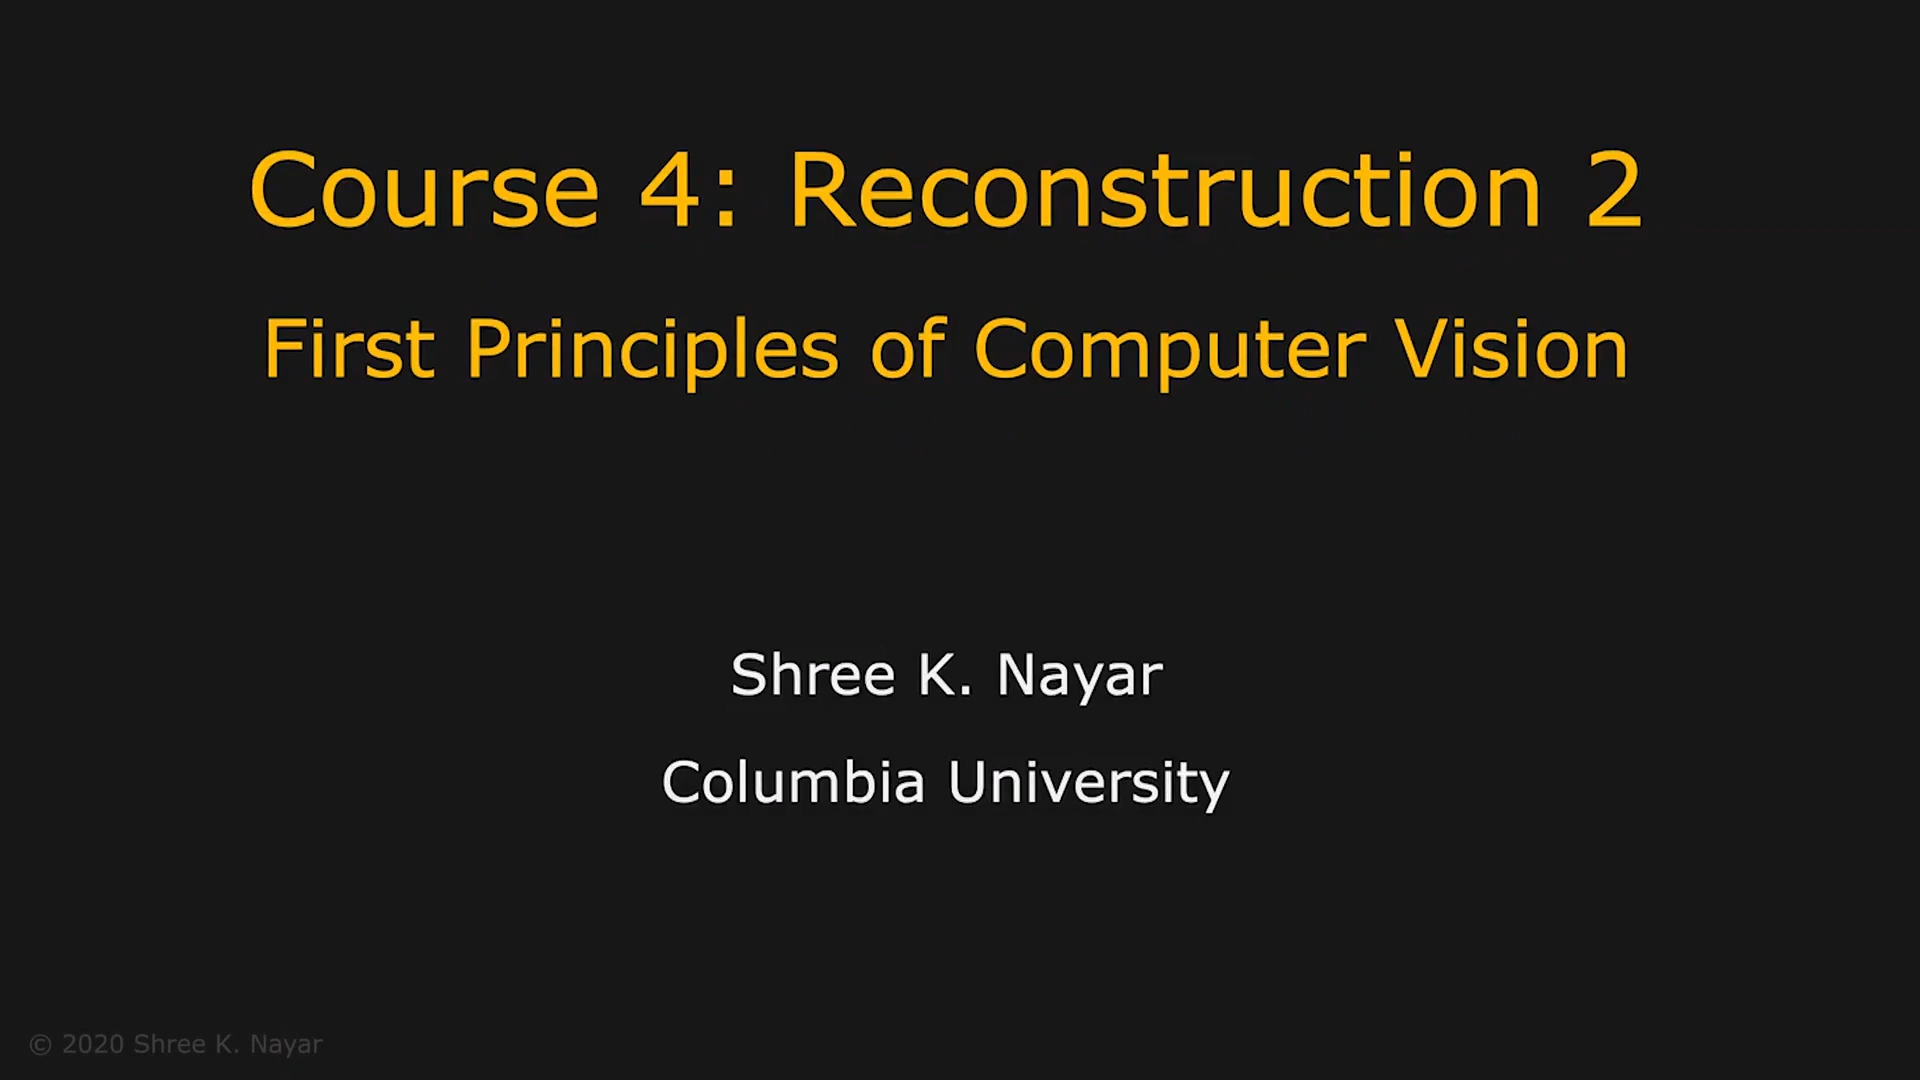 Course 4: Reconstruction 2
First Principles of Computer Vision
Shree K. Nayar
Columbia University
© 2020 Shree K. Nayar